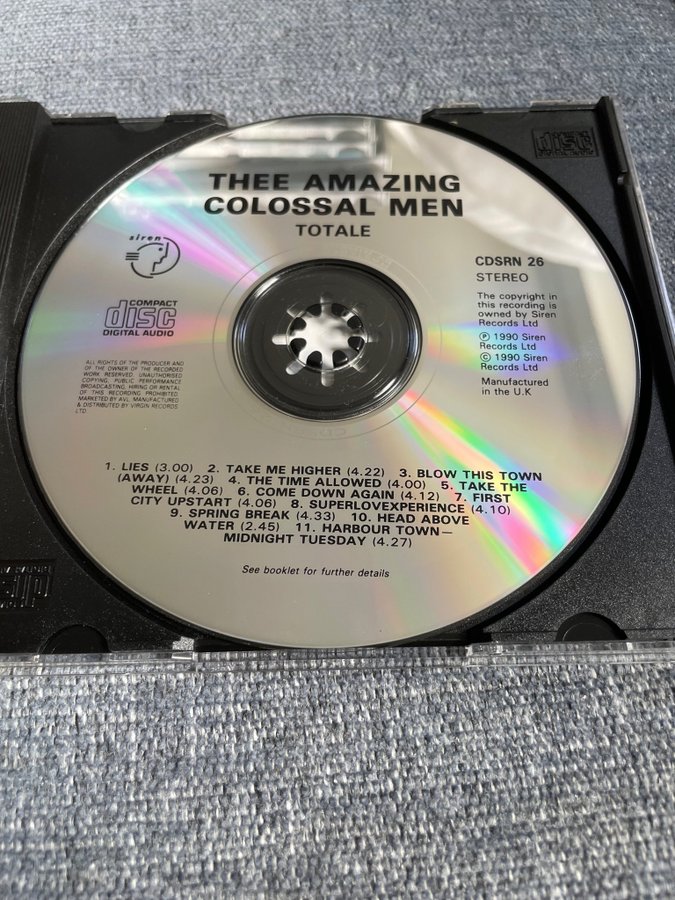 THEE AMAZING
COLOSSAL MEN
TOTALE
siren
COMPACT
disc
DIGITAL AUDIO
ALL RIGHTS OF THE PRODUCER AND
OF THE OWNER OF THE RECORDED
WORK RESERVED. UNAUTHORISED
COPYING, PUBLIC PERFORMANCE
BROADCASTING, HIRING OR RENTAL
OF THIS RECORDING PROHIBITED.
MARKETED BY AVL. MANUFACTURED
& DISTRIBUTED BY VIRGIN RECORDS
LTD.
CDSRN 26
STEREO
The copyright in
this recording is
owned by Siren
Records Ltd
Ⓟ 1990 Siren
Records Ltd
© 1990 Siren
Records Ltd
Manufactured
in the U.K
1. LIES (3.00) 2. TAKE ME HIGHER (4.22) 3. BLOW THIS TOWN
(AWAY) (4.23) 4. THE TIME ALLOWED (4.00) 5. TAKE THE
WHEEL (4.06) 6. COME DOWN AGAIN (4.12) 7. FIRST
CITY UPSTART (4.06) 8. SUPERLOVEXPERIENCE (4.10)
9. SPRING BREAK (4.33) 10. HEAD ABOVE
WATER (2.45) 11. HARBOUR TOWN—
MIDNIGHT TUESDAY (4.27)
See booklet for further details
disc
disc